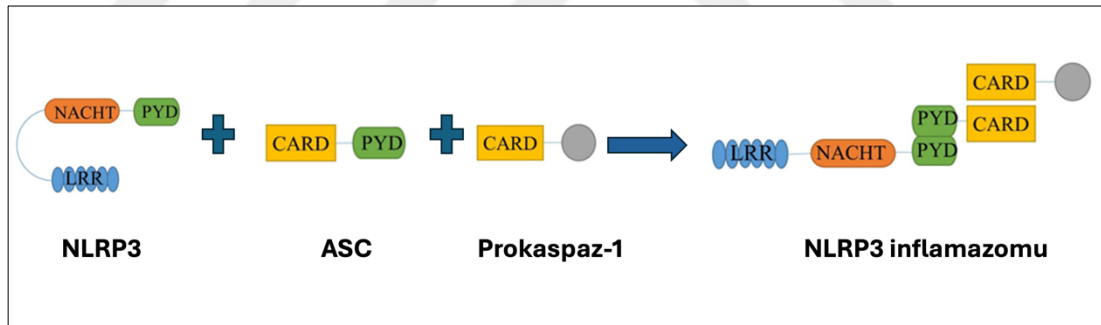 NACHT PYD
LRR
CARD PYD
CARD
CARD
PYD CARD
LRR NACHT PYD
NLRP3 ASC Prokaspaz-1 NLRP3 inflamazomu